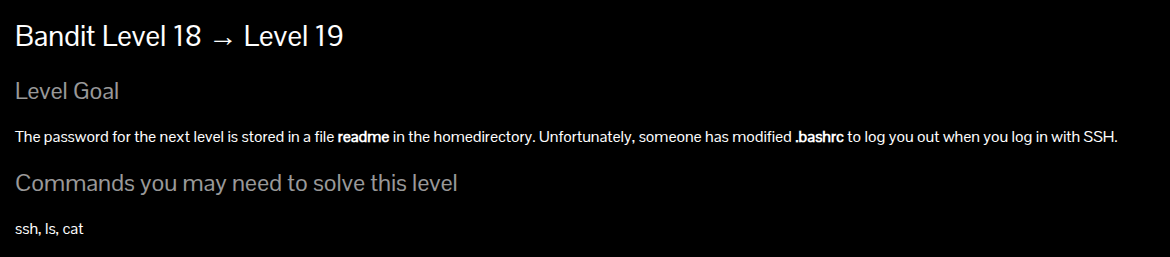 Bandit Level 18 → Level 19
Level Goal
The password for the next level is stored in a file readme in the homedirectory. Unfortunately, someone has modified .bashrc to log you out when you log in with SSH.
Commands you may need to solve this level
ssh, ls, cat